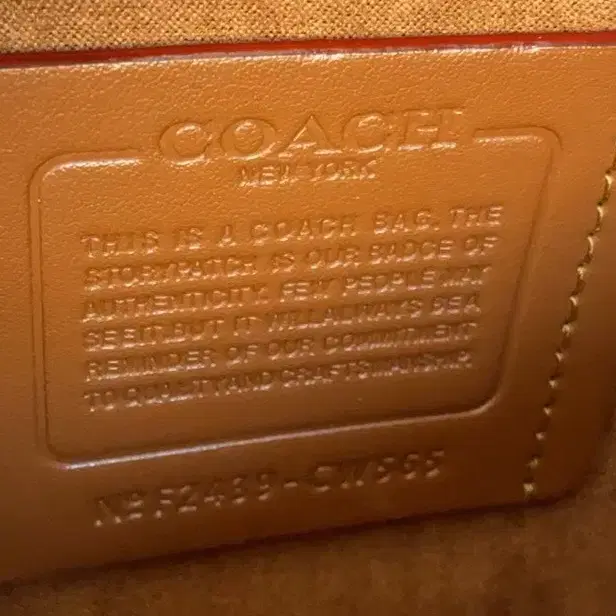 COACH
NEW YORK
THIS IS A COACH BAG. THE
STORYPATCH IS OUR BADGE OF
AUTHENTICITY. FEW PEOPLE MAY
SEE IT. BUT IT WILL ALWAYS BE A
REMINDER OF OUR COMMITMENT
TO QUALITY AND CRAFTSMANSHIP.